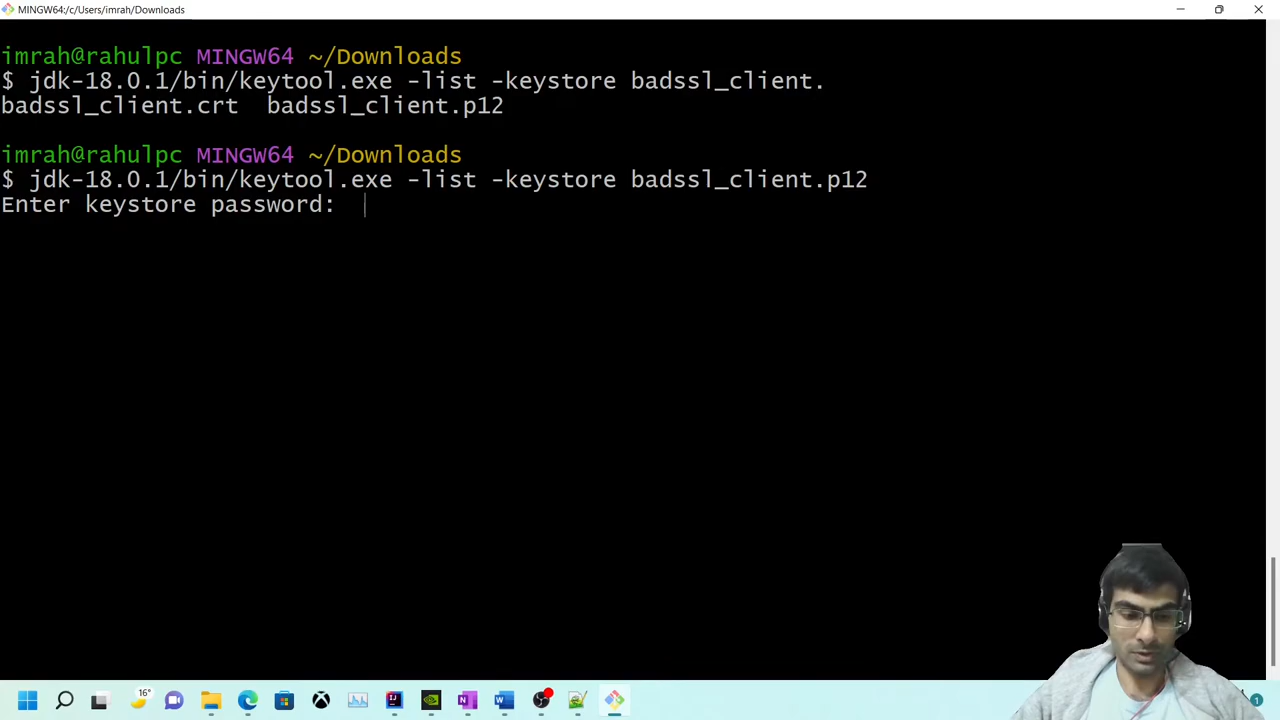 MINGW64:/c/Users/imrah/Downloads
imrah@rahulpc MINGW64 ~/Downloads
$ jdk-18.0.1/bin/keytool.exe -list -keystore badssl_client.
badssl_client.crt  badssl_client.p12
imrah@rahulpc MINGW64 ~/Downloads
$ jdk-18.0.1/bin/keytool.exe -list -keystore badssl_client.p12
Enter keystore password:
16°
1